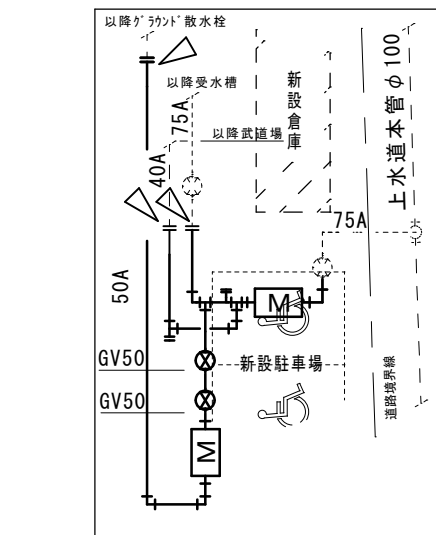 以降グラウンド散水栓
以降受水槽
75A
以降武道場
40A
新設倉庫
上水道本管φ100
75A
50A
M
GV50
新設駐車場
GV50
道路境界線
M